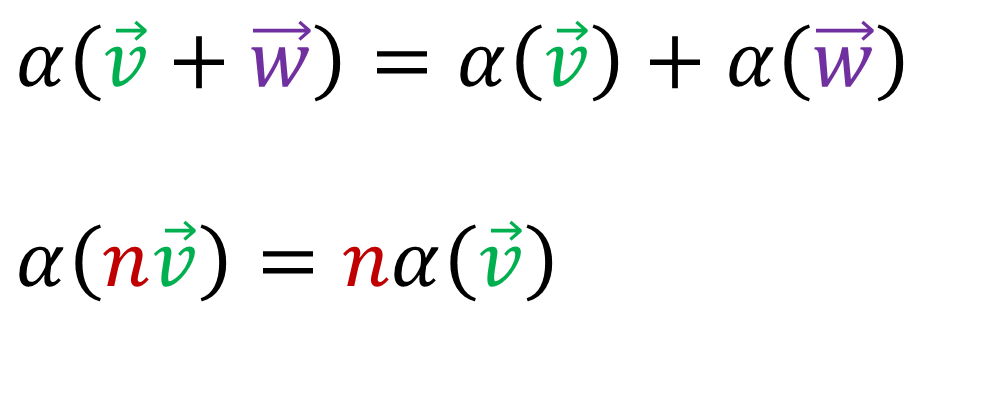 α(v⃗ + w⃗) = α(v⃗) + α(w⃗)
α(nv⃗) = nα(v⃗)